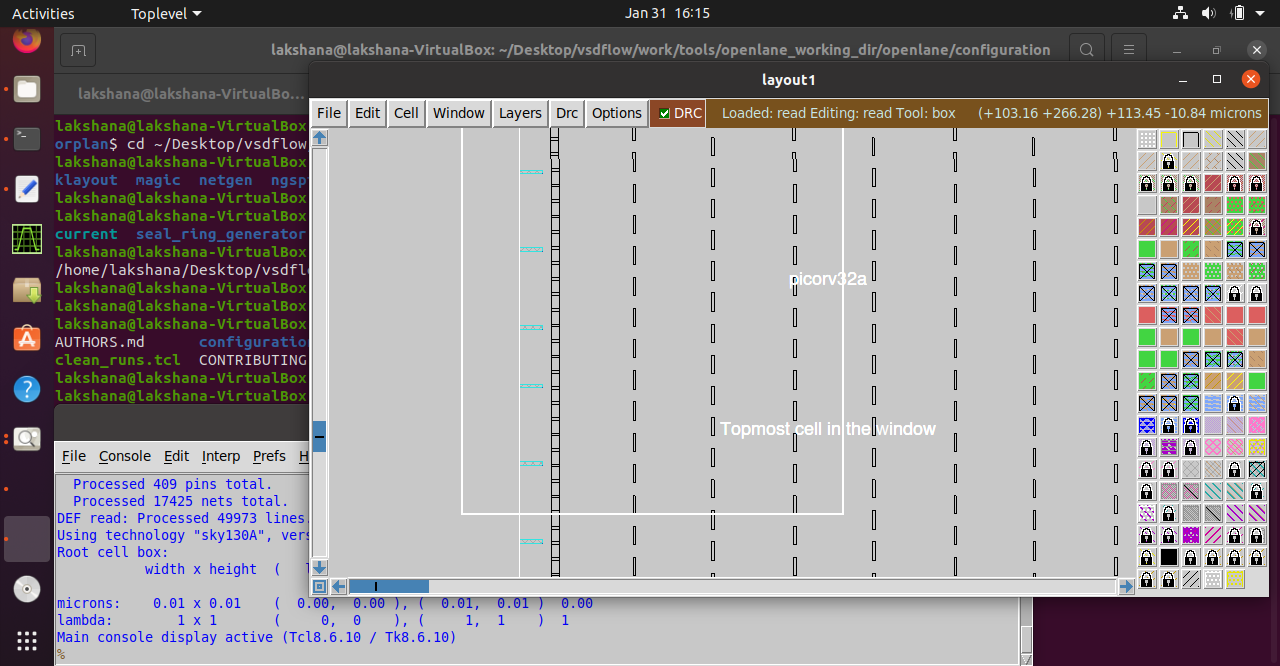 Activities Toplevel Jan 31 16:15
lakshana@lakshana-VirtualBox: ~/Desktop/vsdflow/work/tools/openlane_working_dir/openlane/configuration
lakshana@lakshana-VirtualBo...
layout1
File Edit Cell Window Layers Drc Options DRC Loaded: read Editing: read Tool: box (+103.16 +266.28) +113.45 -10.84 microns
lakshana@lakshana-VirtualBox
orplan$ cd ~/Desktop/vsdflow
lakshana@lakshana-VirtualBox
klayout magic netgen ngsp
lakshana@lakshana-VirtualBox
lakshana@lakshana-VirtualBox
current seal_ring_generator
lakshana@lakshana-VirtualBox
/home/lakshana/Desktop/vsdflo
lakshana@lakshana-VirtualBox
lakshana@lakshana-VirtualBox
lakshana@lakshana-VirtualBox
AUTHORS.md configuration
clean_runs.tcl CONTRIBUTING
lakshana@lakshana-VirtualBox
lakshana@lakshana-VirtualBox
picorv32a
Topmost cell in the window
File Console Edit Interp Prefs H
Processed 409 pins total.
Processed 17425 nets total.
DEF read: Processed 49973 lines.
Using technology "sky130A", vers
Root cell box:
width x height (
microns: 0.01 x 0.01 ( 0.00, 0.00 ), ( 0.01, 0.01 ) 0.00
lambda: 1 x 1 ( 0, 0 ), ( 1, 1 ) 1
Main console display active (Tcl8.6.10 / Tk8.6.10)
%